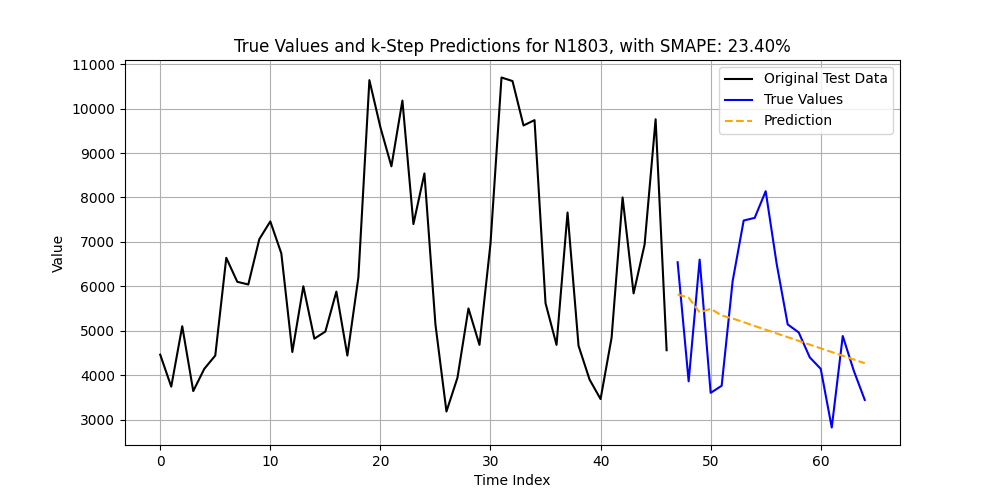 True Values and k-Step Predictions for N1803, with SMAPE: 23.40%
11000
10000
9000
8000
7000
6000
5000
4000
3000
Value
Original Test Data
True Values
Prediction
0 10 20 30 40 50 60
Time Index